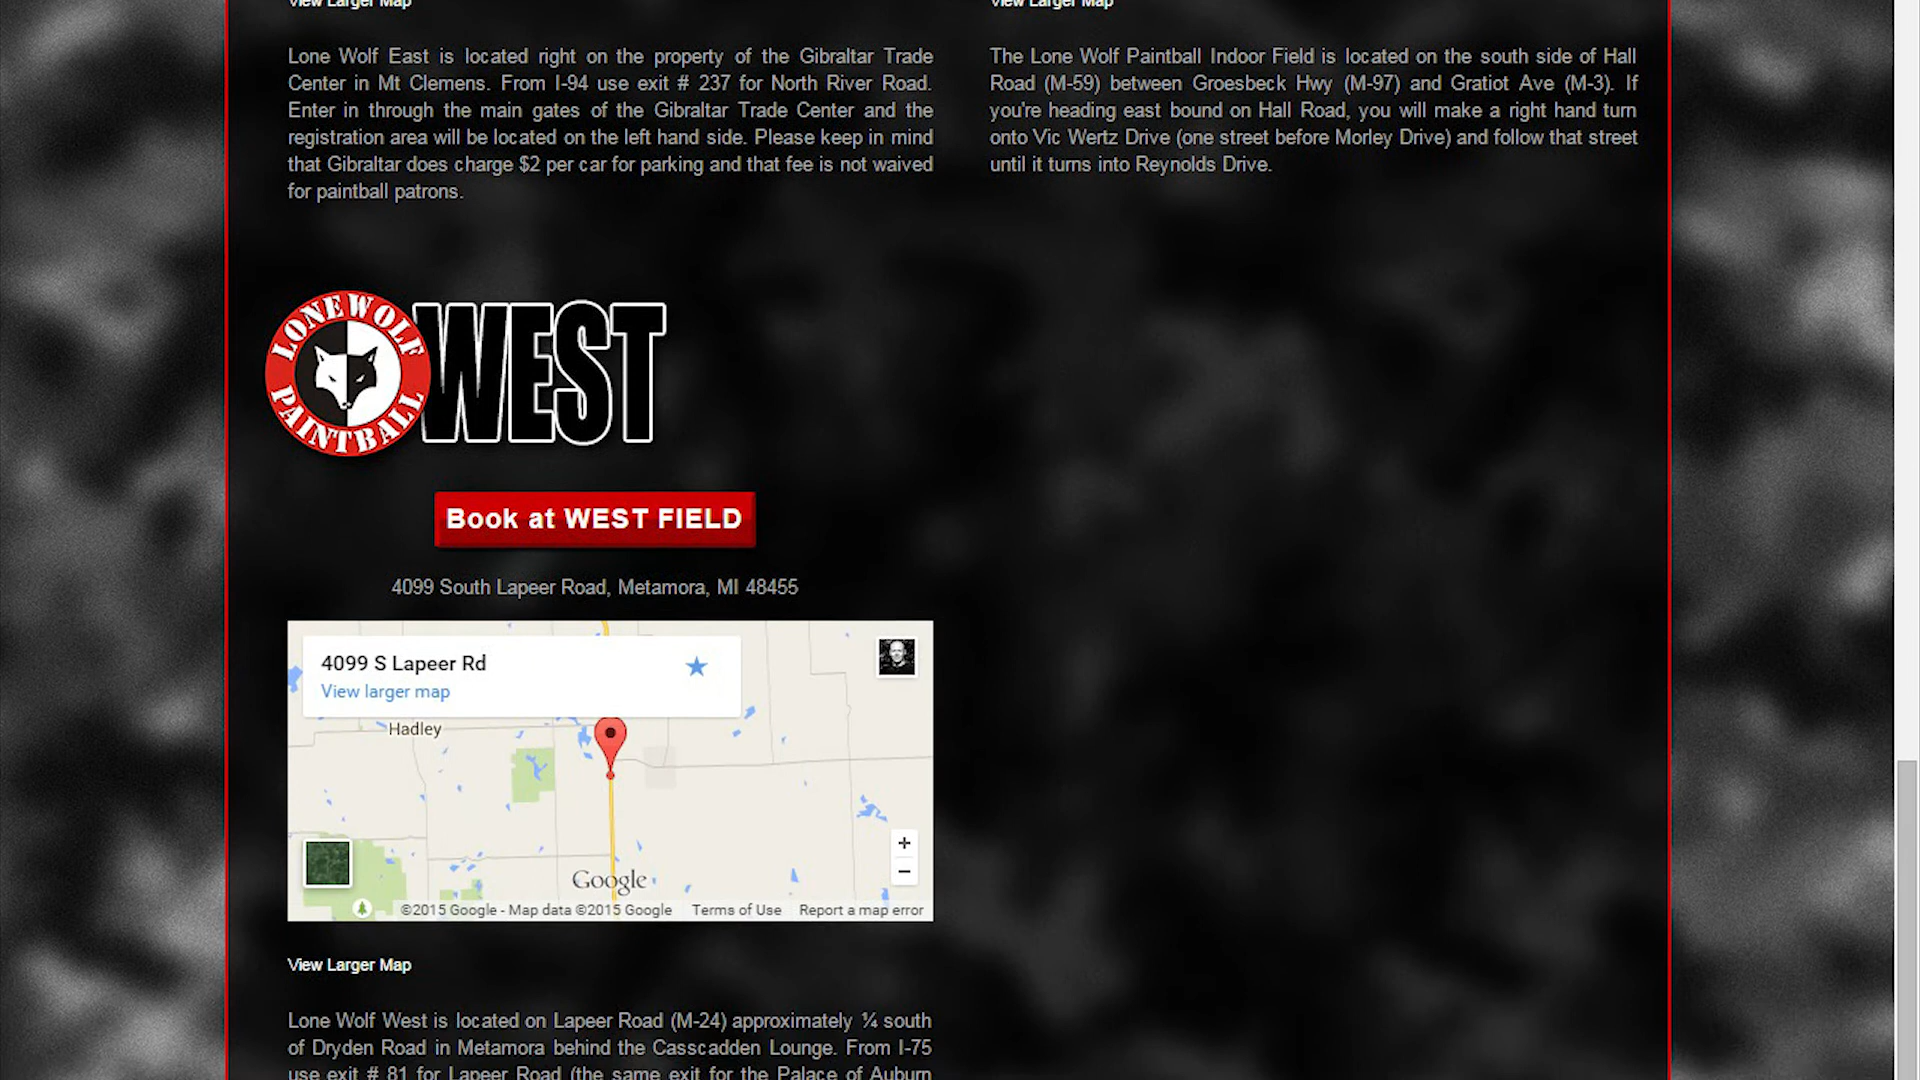 View Larger Map
Lone Wolf East is located right on the property of the Gibraltar Trade
Center in Mt Clemens. From I-94 use exit # 237 for North River Road.
Enter in through the main gates of the Gibraltar Trade Center and the
registration area will be located on the left hand side. Please keep in mind
that Gibraltar does charge $2 per car for parking and that fee is not waived
for paintball patrons.
View Larger Map
The Lone Wolf Paintball Indoor Field is located on the south side of Hall
Road (M-59) between Groesbeck Hwy (M-97) and Gratiot Ave (M-3). If
you're heading east bound on Hall Road, you will make a right hand turn
onto Vic Wertz Drive (one street before Morley Drive) and follow that street
until it turns into Reynolds Drive.
LONE WOLF
PAINTBALL
WEST
Book at WEST FIELD
4099 South Lapeer Road, Metamora, MI 48455
4099 S Lapeer Rd
View larger map
Hadley
+
−
Google
©2015 Google - Map data ©2015 Google Terms of Use Report a map error
View Larger Map
Lone Wolf West is located on Lapeer Road (M-24) approximately ¼ south
of Dryden Road in Metamora behind the Casscadden Lounge. From I-75
use exit # 81 for Lapeer Road (the same exit for the Palace of Auburn